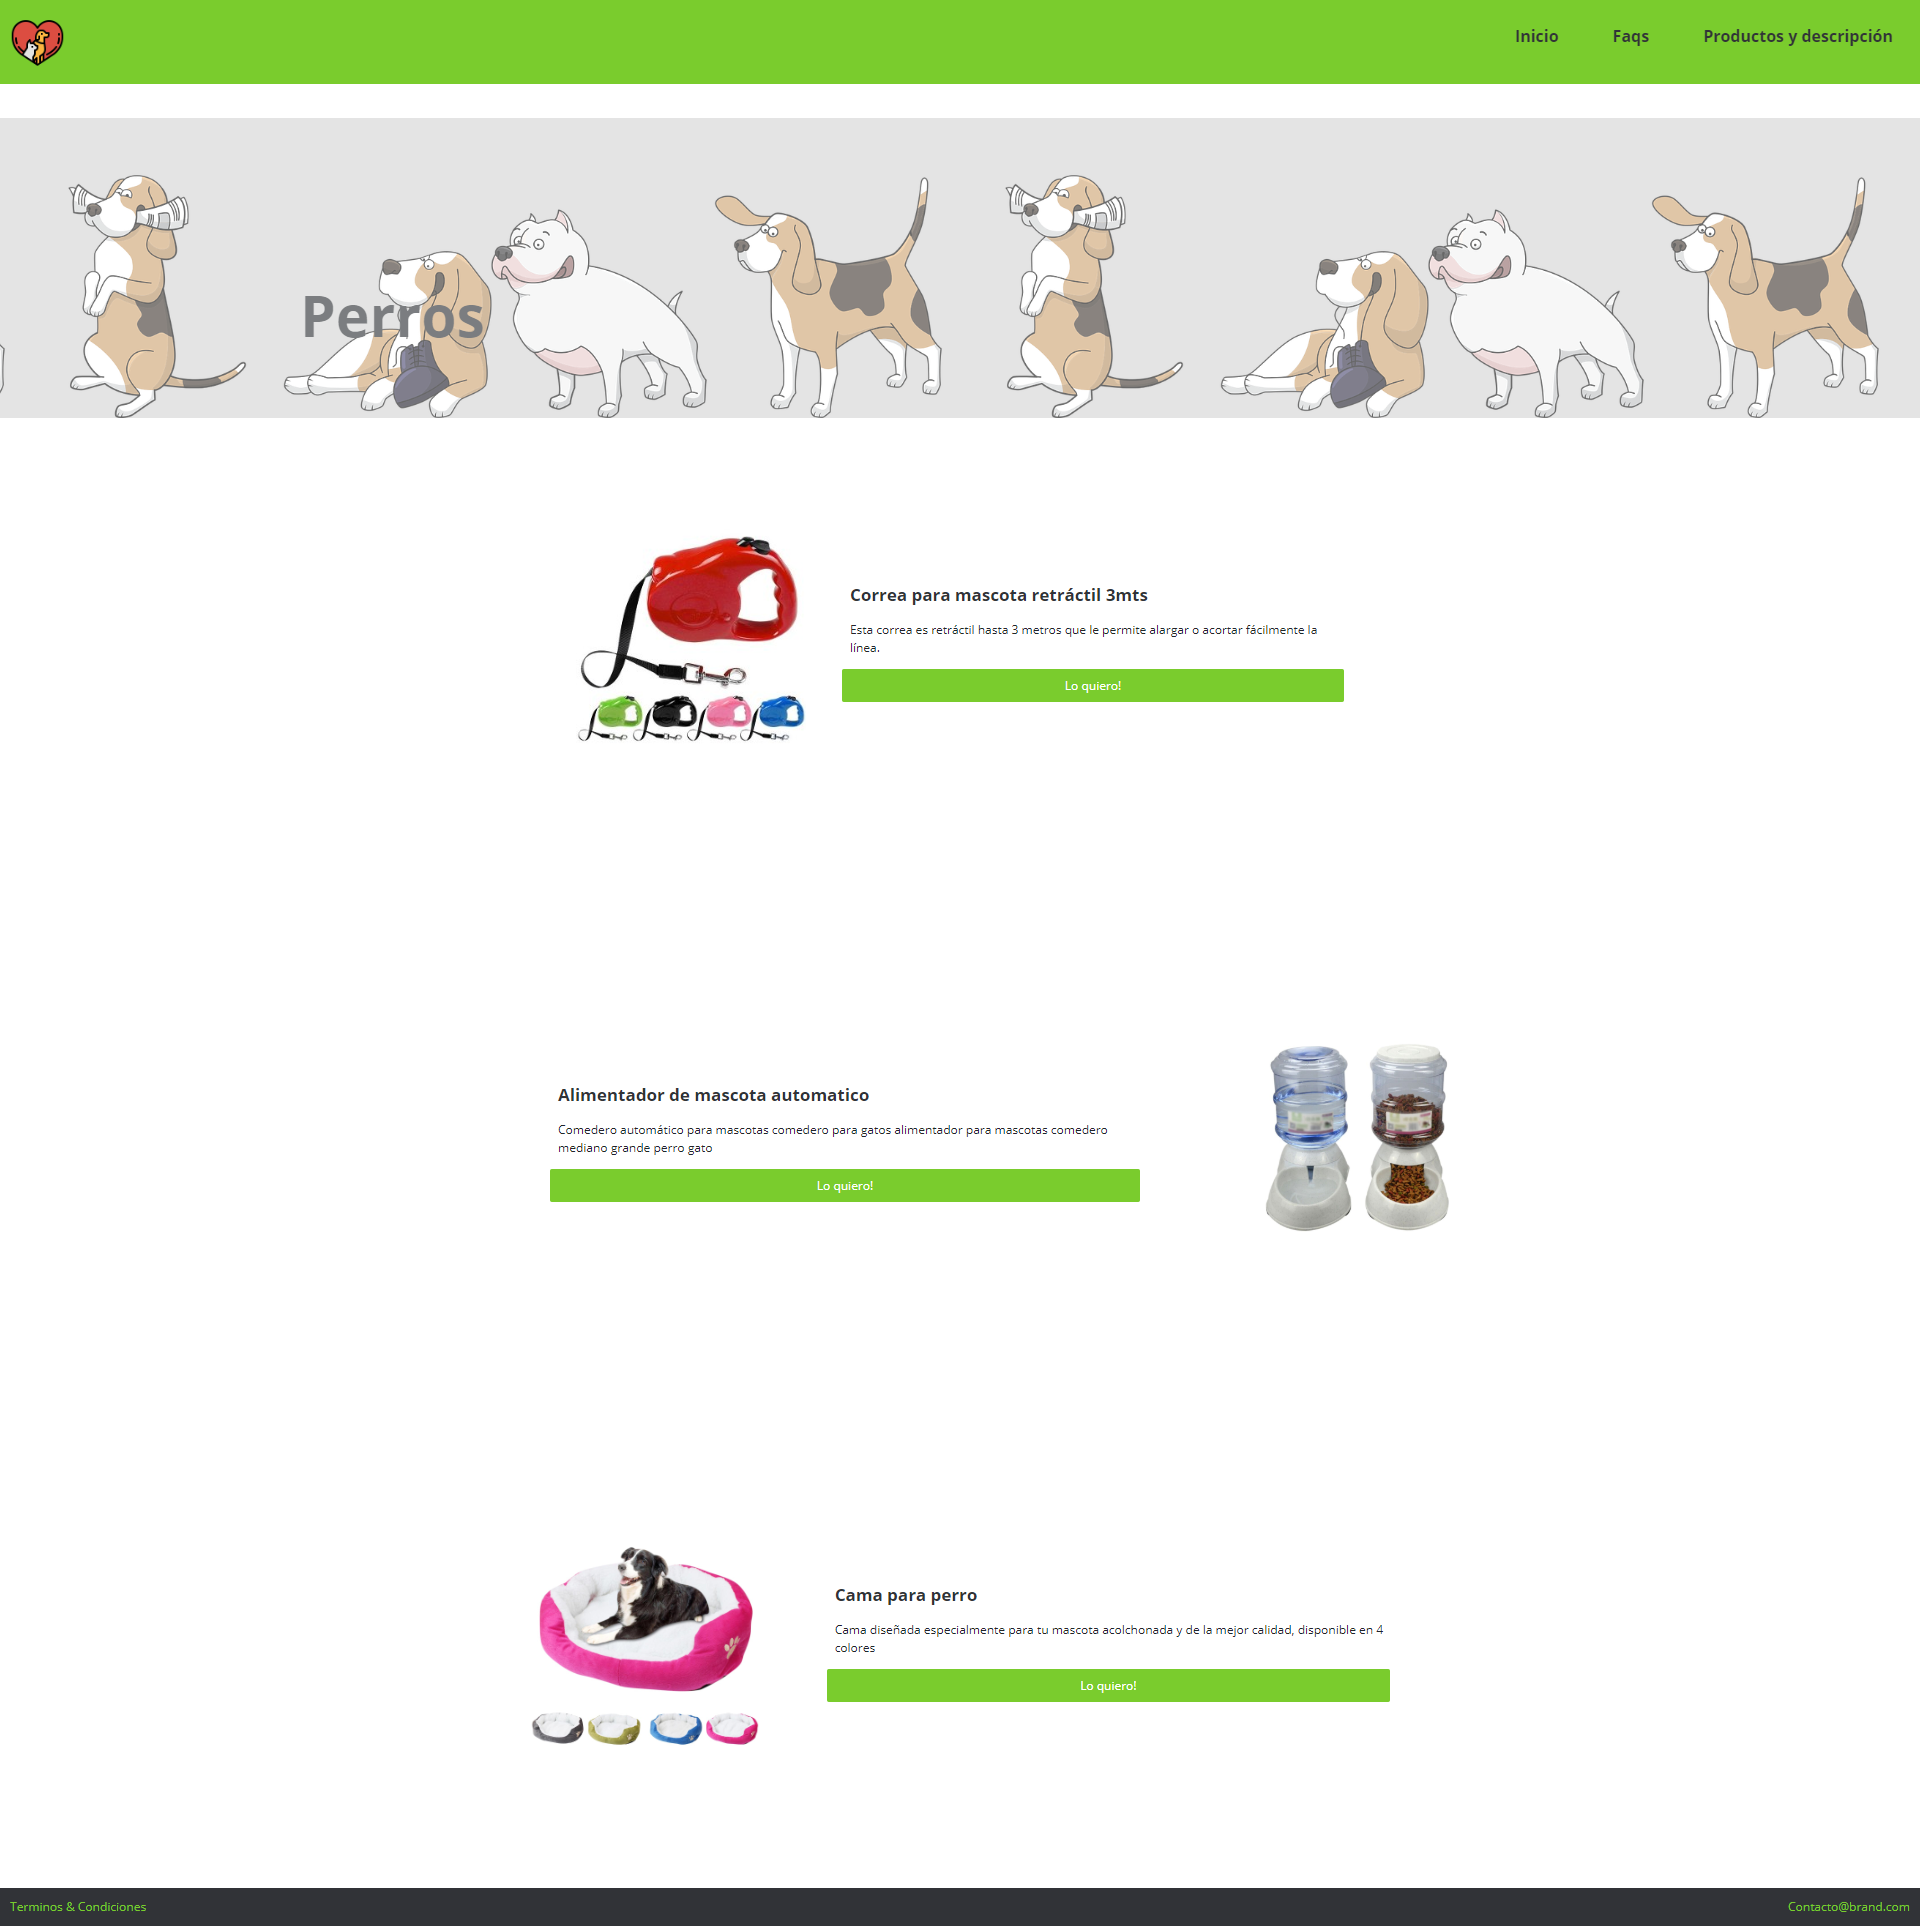 Inicio
Faqs
Productos y descripción
Perros
Correa para mascota retráctil 3mts
Esta correa es retráctil hasta 3 metros que le permite alargar o acortar fácilmente la
línea.
Lo quiero!
Alimentador de mascota automatico
Comedero automático para mascotas comedero para gatos alimentador para mascotas comedero
mediano grande perro gato
Lo quiero!
Cama para perro
Cama diseñada especialmente para tu mascota acolchonada y de la mejor calidad, disponible en 4
colores
Lo quiero!
Terminos & Condiciones
Contacto@brand.com